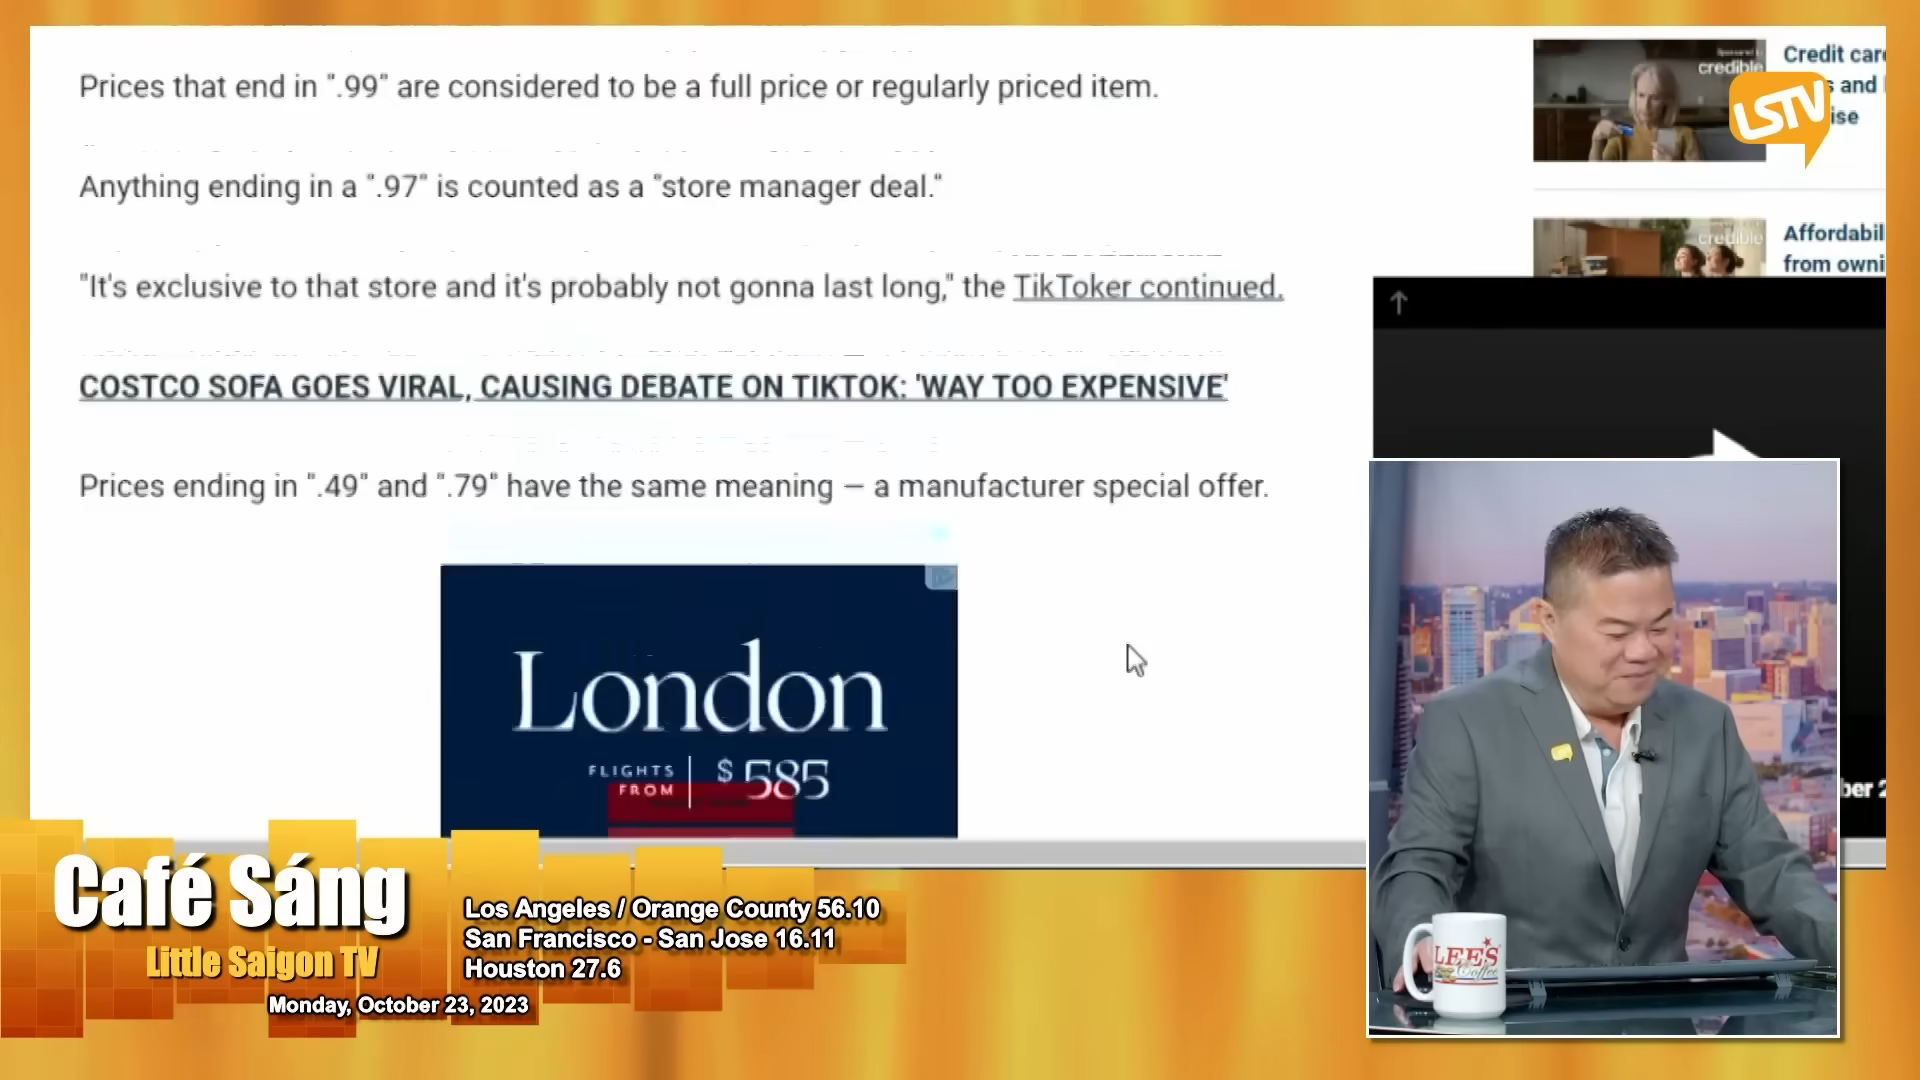 Prices that end in ".99" are considered to be a full price or regularly priced item.
Anything ending in a ".97" is counted as a "store manager deal."
"It's exclusive to that store and it's probably not gonna last long," the TikToker continued.
COSTCO SOFA GOES VIRAL, CAUSING DEBATE ON TIKTOK: 'WAY TOO EXPENSIVE'
Prices ending in ".49" and ".79" have the same meaning — a manufacturer special offer.
London
FLIGHTS
FROM
$585
credible
Credit
and
LSTV
credible
from
LEE'S
Coffee
Café Sáng
Little Saigon TV
Los Angeles / Orange County 56.10
San Francisco - San Jose 16.11
Houston 27.6
Monday, October 23, 2023